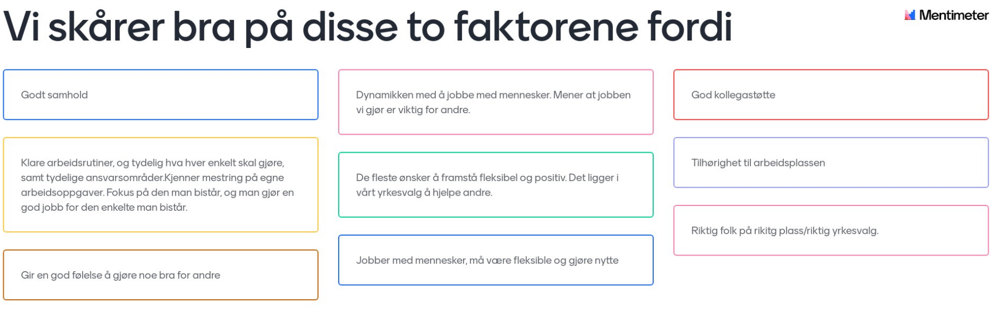 Vi skårer bra på disse to faktorene fordi
Mentimeter
Godt samhold
Klare arbeidsrutiner, og tydelig hva hver enkelt skal gjøre,
samt tydelige ansvarsområder.Kjenner mestring på egne
arbeidsoppgaver. Fokus på den man bistår, og man gjør en
god jobb for den enkelte man bistår.
Gir en god følelse å gjøre noe bra for andre
Dynamikken med å jobbe med mennesker. Mener at jobben
vi gjør er viktig for andre.
De fleste ønsker å framstå fleksibel og positiv. Det ligger i
vårt yrkesvalg å hjelpe andre.
Jobber med mennesker, må være fleksible og gjøre nytte
God kollegastøtte
Tilhørighet til arbeidsplassen
Riktig folk på rikitg plass/riktig yrkesvalg.